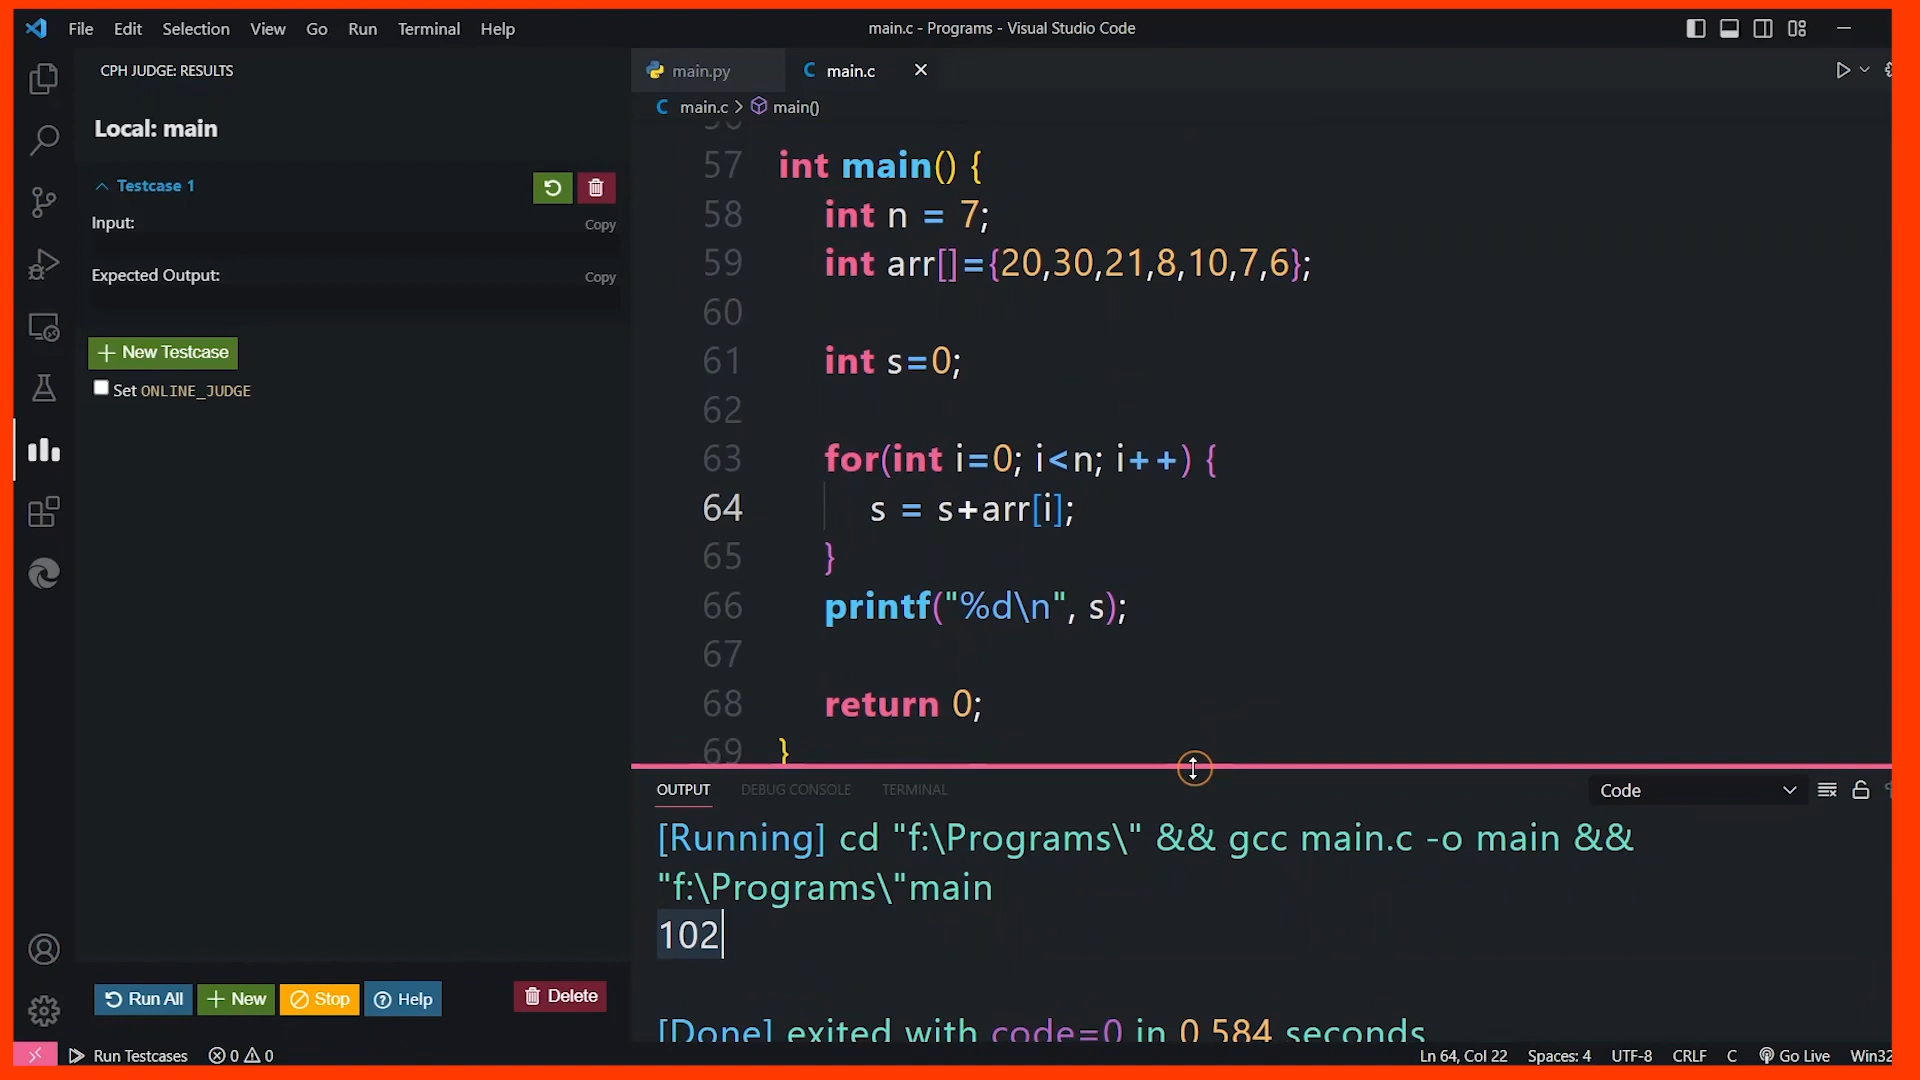 File Edit Selection View Go Run Terminal Help
main.c - Programs - Visual Studio Code
CPH JUDGE: RESULTS
Local: main
Testcase 1
Input:
Copy
Expected Output:
Copy
New Testcase
Set ONLINE_JUDGE
Run All
New
Stop
Help
Delete
main.py
main.c
main.c > main()
56
57 int main() {
58 int n = 7;
59 int arr[]={20,30,21,8,10,7,6};
60
61 int s=0;
62
63 for(int i=0; i<n; i++) {
64 s = s+arr[i];
65 }
66 printf("%d\n", s);
67
68 return 0;
69 }
OUTPUT DEBUG CONSOLE TERMINAL
Code
[Running] cd "f:\Programs\" && gcc main.c -o main &&
"f:\Programs\"main
102
[Done] exited with code=0 in 0.584 seconds
Run Testcases 0 0
Ln 64, Col 22 Spaces: 4 UTF-8 CRLF C Go Live Win32